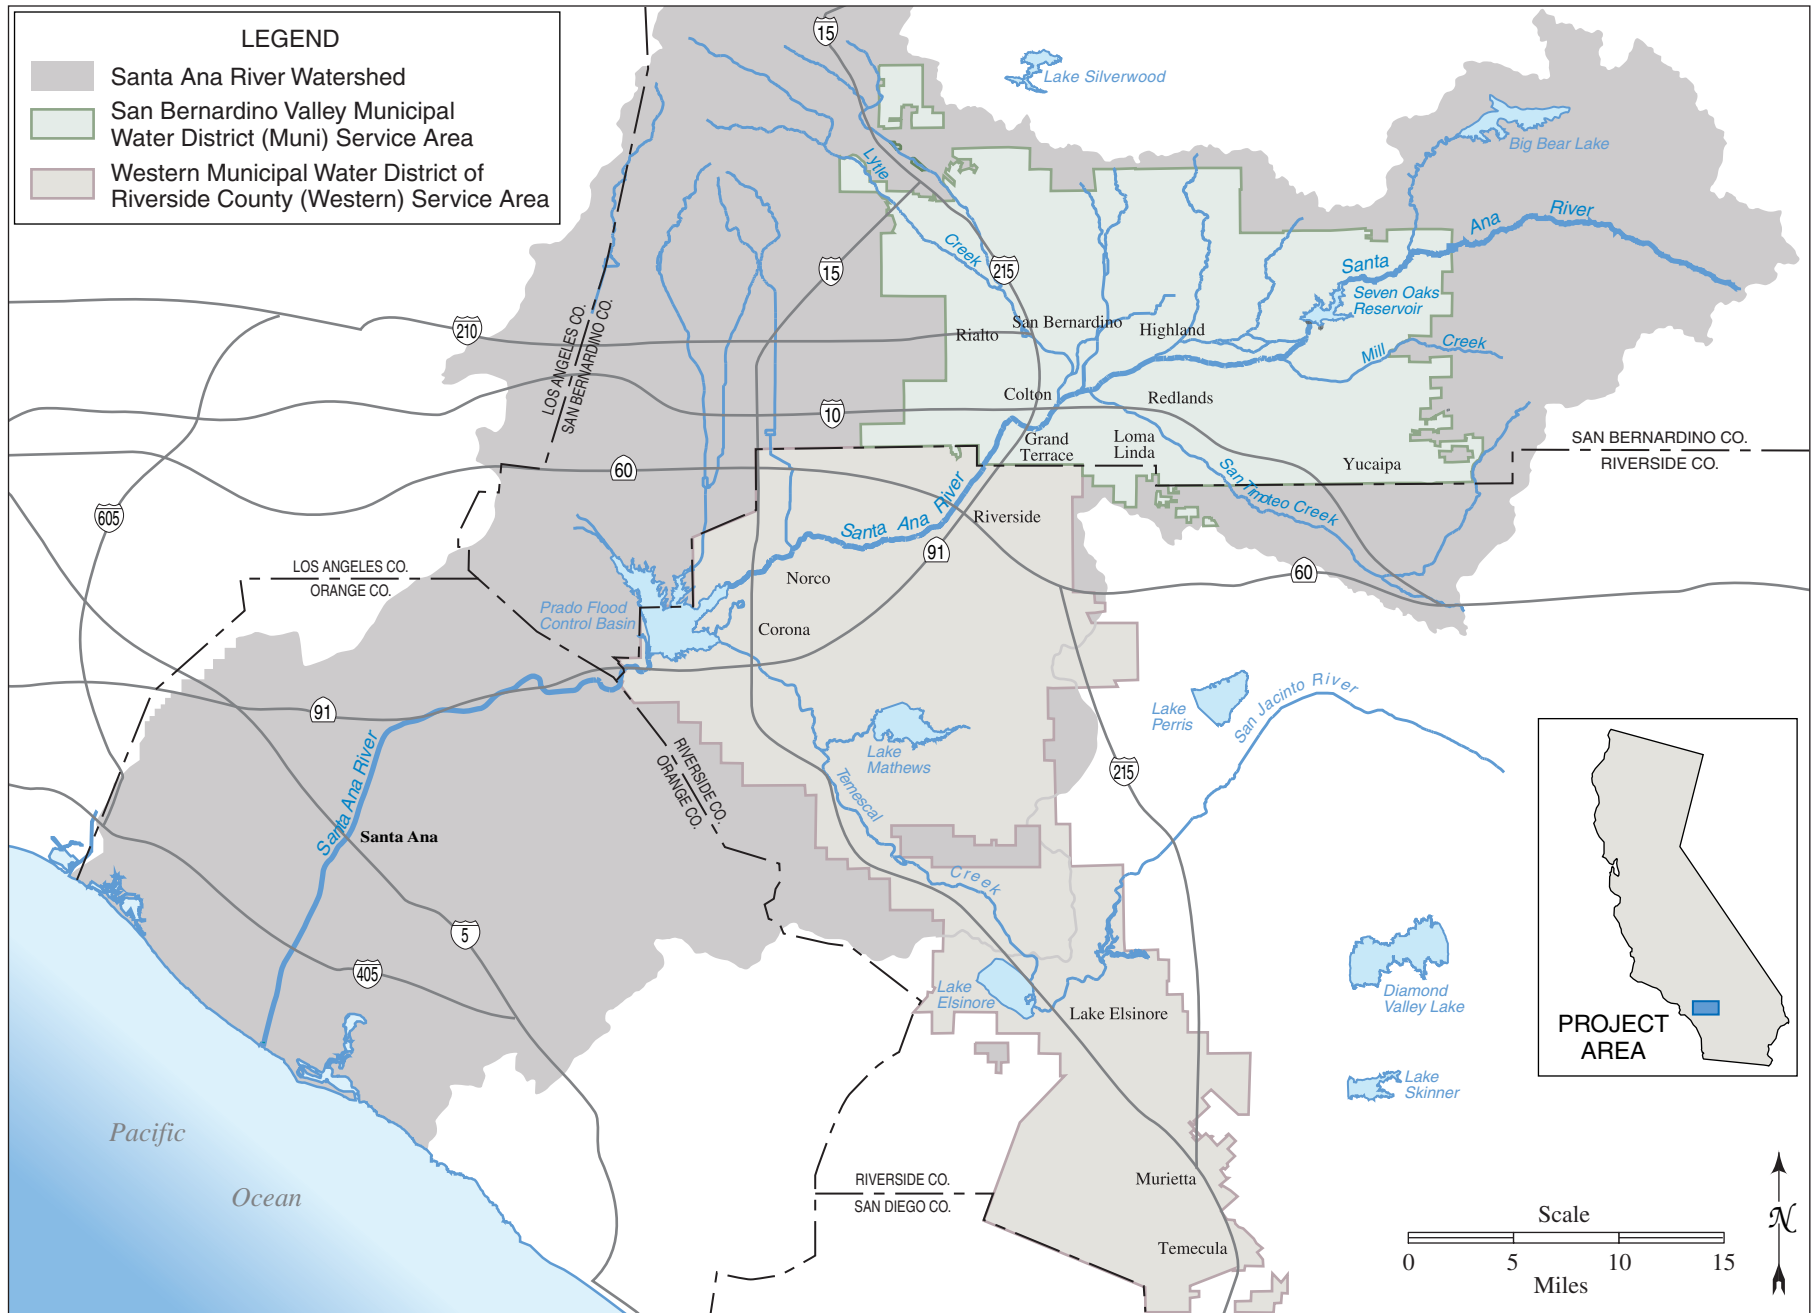 LEGEND
Santa Ana River Watershed
San Bernardino Valley Municipal
Water District (Muni) Service Area
Western Municipal Water District of
Riverside County (Western) Service Area
15
Lake Silverwood
Big Bear Lake
Lytle
Creek
Santa Ana River
215
15
Seven Oaks
Reservoir
LOS ANGELES CO.
SAN BERNARDINO CO.
210
Rialto
San Bernardino
Highland
Mill Creek
Colton
Redlands
10
Grand
Terrace
Loma
Linda
Yucaipa
SAN BERNARDINO CO.
RIVERSIDE CO.
60
San Timoteo Creek
605
Santa Ana River
Riverside
91
LOS ANGELES CO.
ORANGE CO.
Norco
60
Prado Flood
Control Basin
Corona
91
Lake
Perris
San Jacinto River
RIVERSIDE CO.
ORANGE CO.
Lake
Mathews
Temescal
Creek
215
Santa Ana River
Santa Ana
5
405
Lake
Elsinore
Lake Elsinore
Diamond
Valley Lake
PROJECT
AREA
Lake
Skinner
Pacific
Ocean
RIVERSIDE CO.
SAN DIEGO CO.
Murietta
Temecula
Scale
0 5 10 15
Miles
N